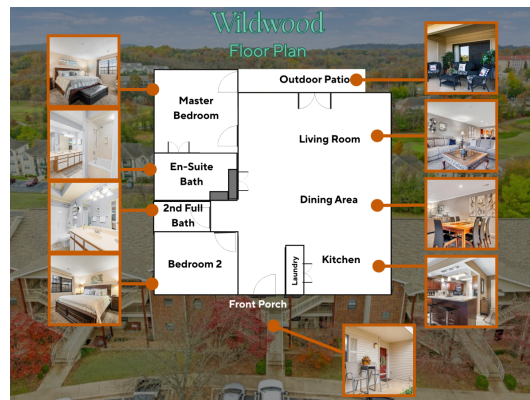 Wildwood
Floor Plan
Outdoor Patio
Master
Bedroom
Living Room
En-Suite
Bath
Dining Area
2nd Full
Bath
Kitchen
Bedroom 2
Laundry
Front Porch